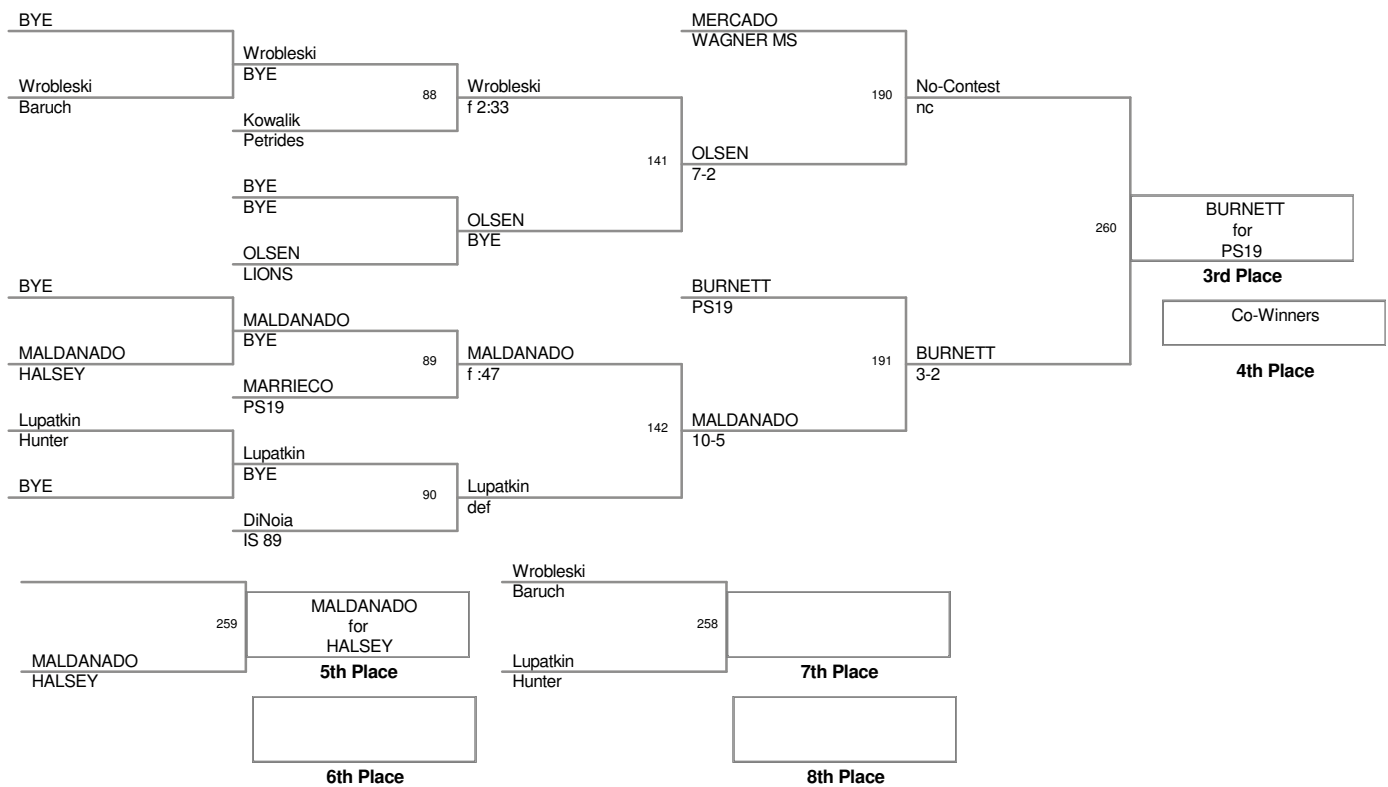 BYE
Wrobleski
Baruch
Wrobleski
BYE
88
Kowalik
Petrides
Wrobleski
f 2:33
BYE
BYE
OLSEN
LIONS
OLSEN
BYE
141
MERCADO
WAGNER MS
190
OLSEN
7-2
No-Contest
nc
BYE
MALDANADO
HALSEY
MALDANADO
BYE
89
MARRIECO
PS19
MALDANADO
f :47
Lupatkin
Hunter
BYE
Lupatkin
BYE
90
DiNoia
IS 89
Lupatkin
def
142
BURNETT
PS19
191
MALDANADO
10-5
BURNETT
3-2
260
BURNETT
for
PS19
3rd Place
Co-Winners
4th Place
259
MALDANADO
HALSEY
MALDANADO
for
HALSEY
5th Place
6th Place
Wrobleski
Baruch
258
Lupatkin
Hunter
7th Place
8th Place